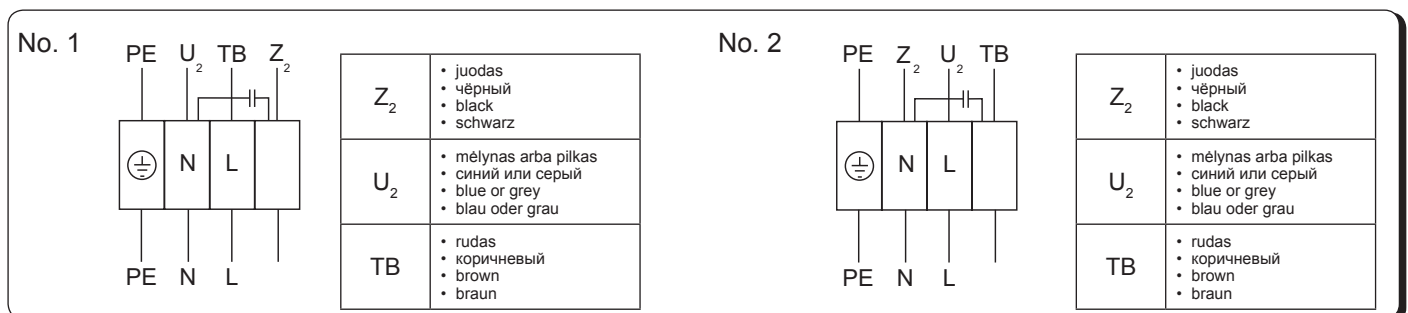 No. 1
PE U2 TB Z2
N L
PE N L
Z2
• juodas
• чёрный
• black
• schwarz
U2
• mėlynas arba pilkas
• синий или серый
• blue or grey
• blau oder grau
TB
• rudas
• коричневый
• brown
• braun
No. 2
PE Z2 U2 TB
N L
PE N L
Z2
• juodas
• чёрный
• black
• schwarz
U2
• mėlynas arba pilkas
• синий или серый
• blue or grey
• blau oder grau
TB
• rudas
• коричневый
• brown
• braun